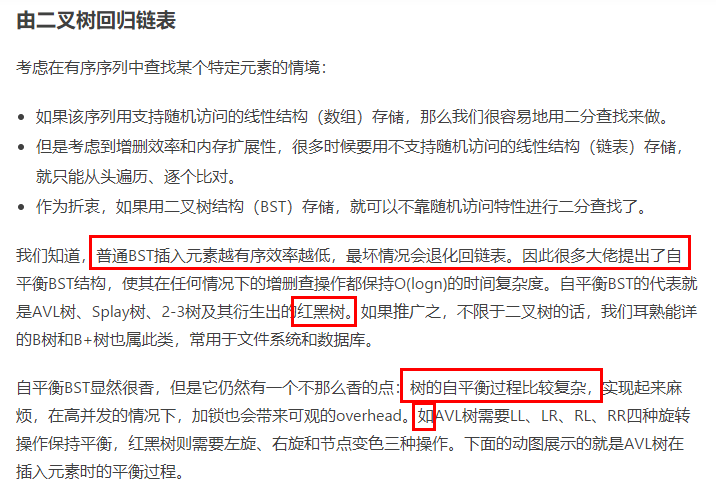 由二叉树回归链表
考虑在有序序列中查找某个特定元素的情境：
如果该序列用支持随机访问的线性结构（数组）存储，那么我们很容易地用二分查找来做。
但是考虑到增删效率和内存扩展性，很多时候要用不支持随机访问的线性结构（链表）存储，
就只能从头遍历、逐个比对。
作为折衷，如果用二叉树结构（BST）存储，就可以不靠随机访问特性进行二分查找了。
我们知道，普通BST插入元素越有序效率越低，最坏情况会退化回链表。因此很多大佬提出了自
平衡BST结构，使其在任何情况下的增删查操作都保持O(logn)的时间复杂度。自平衡BST的代表就
是AVL树、Splay树、2-3树及其衍生出的红黑树。如果推广之，不限于二叉树的话，我们耳熟能详
的B树和B+树也属此类，常用于文件系统和数据库。
自平衡BST显然很香，但是它仍然有一个不那么香的点：树的自平衡过程比较复杂，实现起来麻
烦，在高并发的情况下，加锁也会带来可观的overhead。如AVL树需要LL、LR、RL、RR四种旋转
操作保持平衡，红黑树则需要左旋、右旋和节点变色三种操作。下面的动图展示的就是AVL树在
插入元素时的平衡过程。